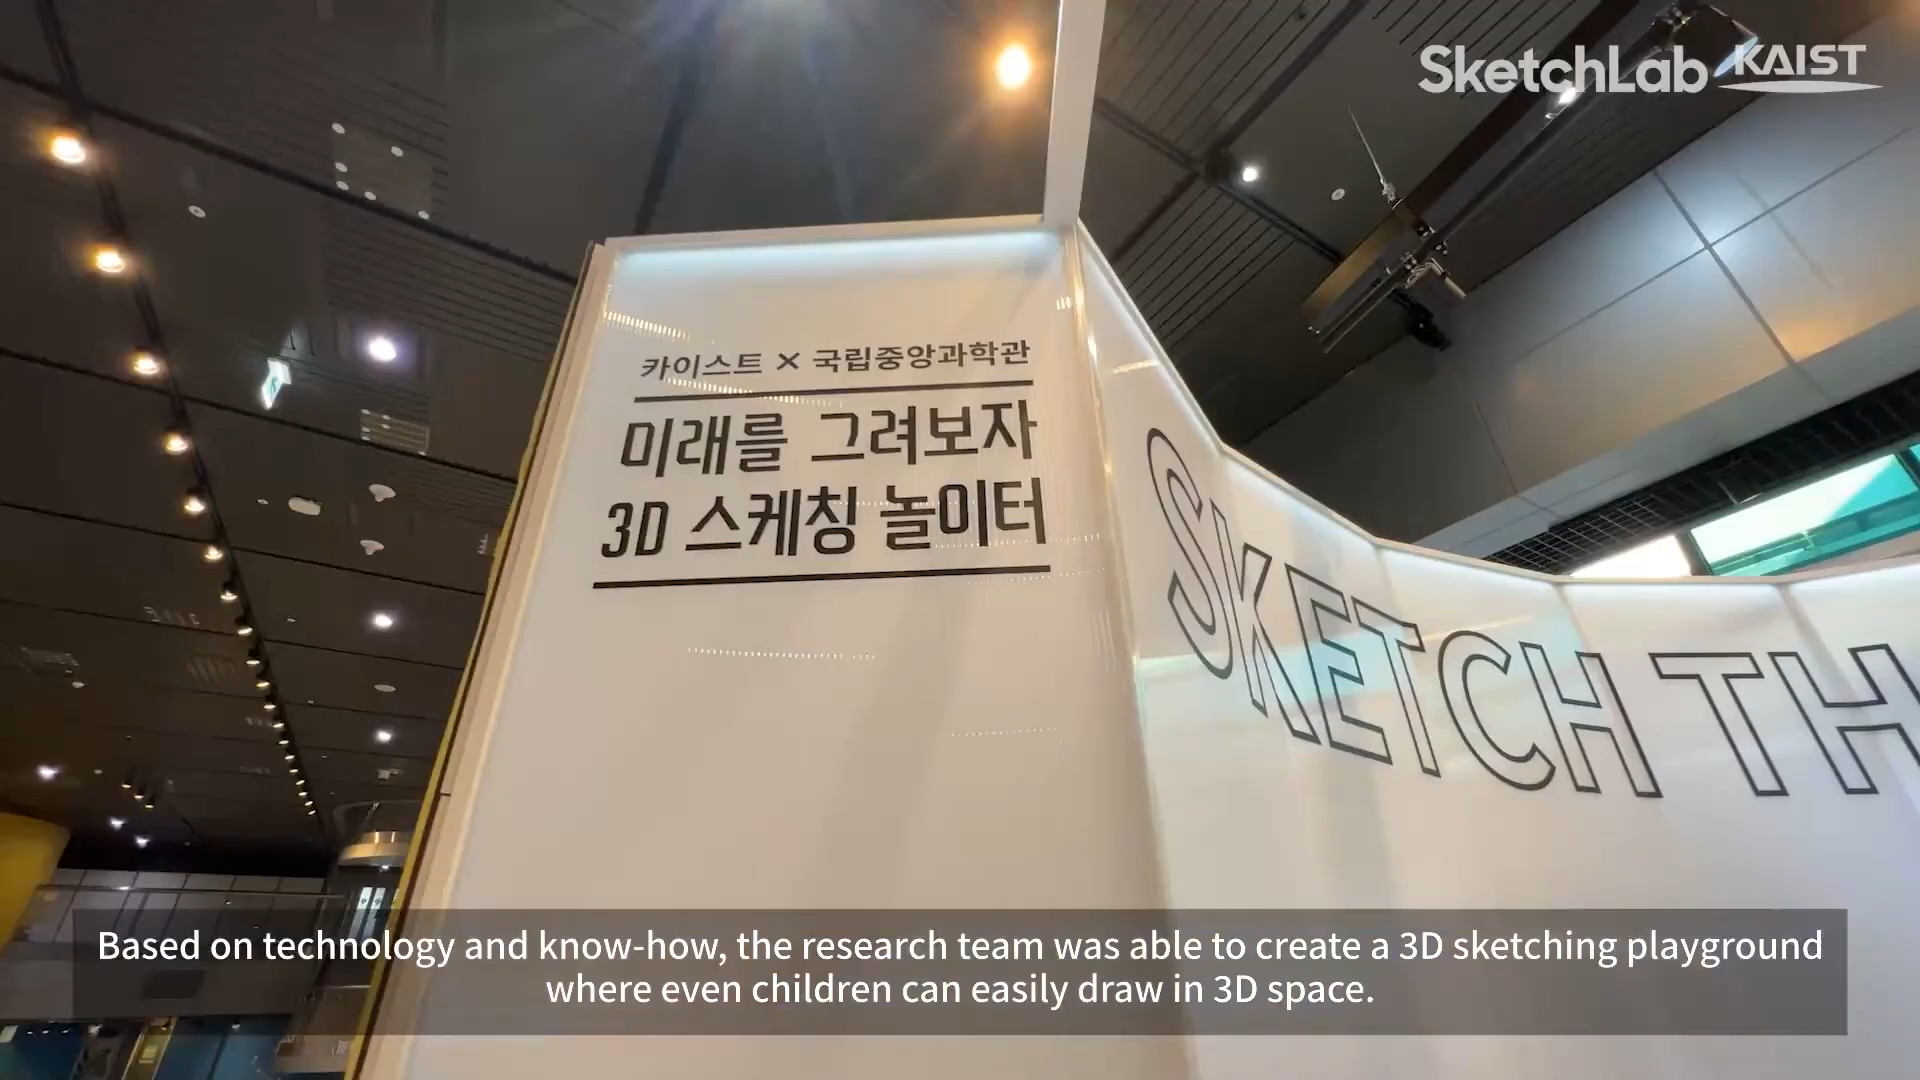 SketchLab KAIST
카이스트 × 국립중앙과학관
미래를 그려보자
3D 스케칭 놀이터
SKETCH TH
Based on technology and know-how, the research team was able to create a 3D sketching playground
where even children can easily draw in 3D space.